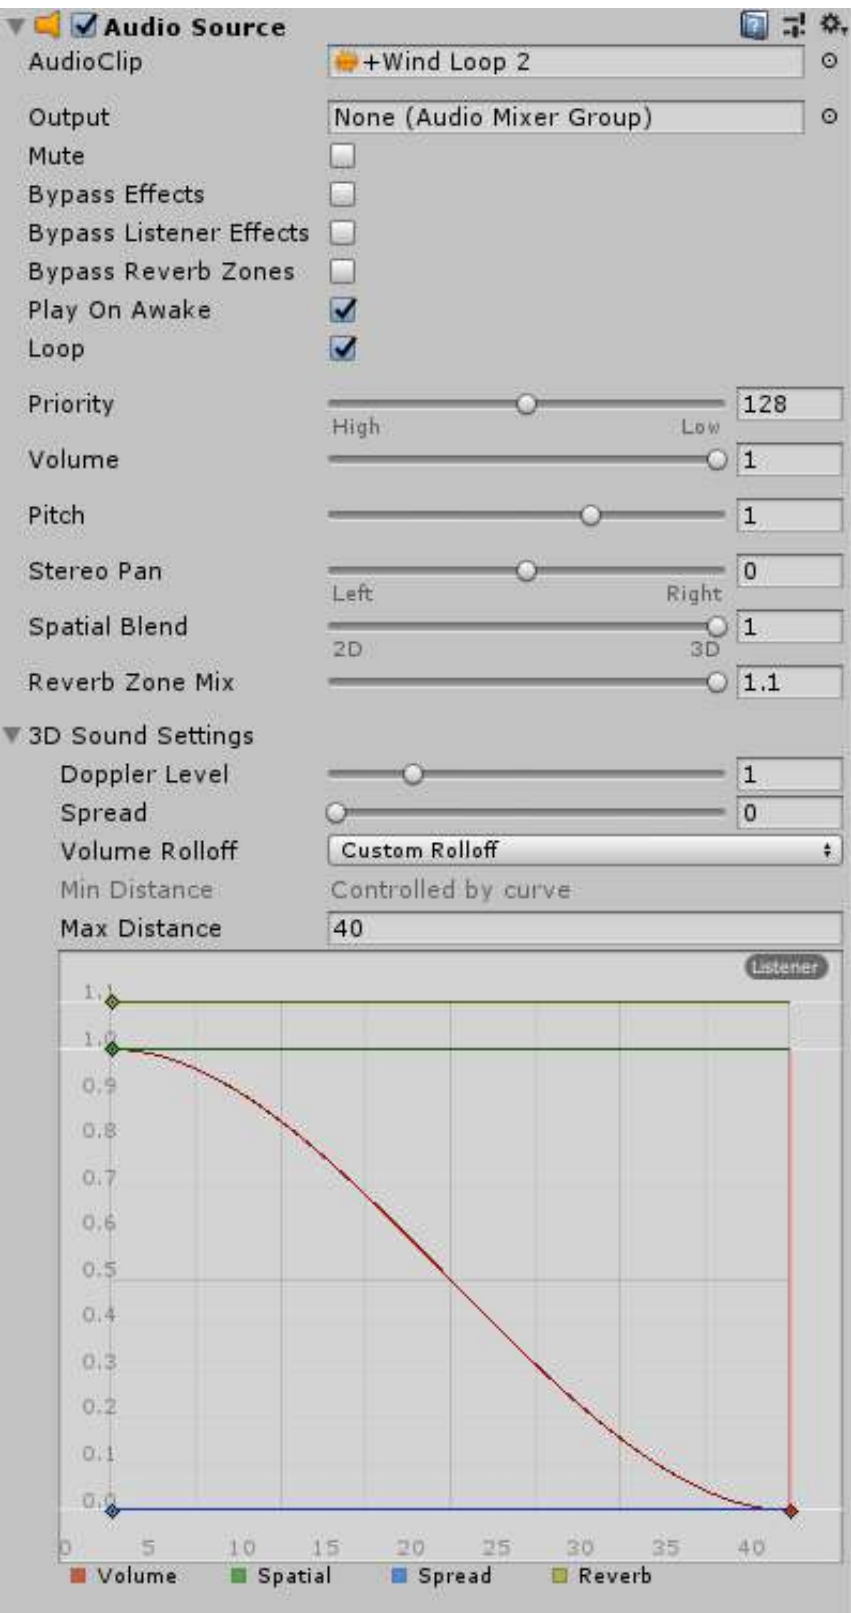 Audio Source
AudioClip +Wind Loop 2
Output None (Audio Mixer Group)
Mute
Bypass Effects
Bypass Listener Effects
Bypass Reverb Zones
Play On Awake
Loop
Priority 128
High Low
Volume 1
Pitch 1
Stereo Pan 0
Left Right
Spatial Blend 1
2D 3D
Reverb Zone Mix 1.1
3D Sound Settings
Doppler Level 1
Spread 0
Volume Rolloff Custom Rolloff
Min Distance Controlled by curve
Max Distance 40
Listener
1.1
1.0
0.9
0.8
0.7
0.6
0.5
0.4
0.3
0.2
0.1
0.0
0 5 10 15 20 25 30 35 40
Volume Spatial Spread Reverb